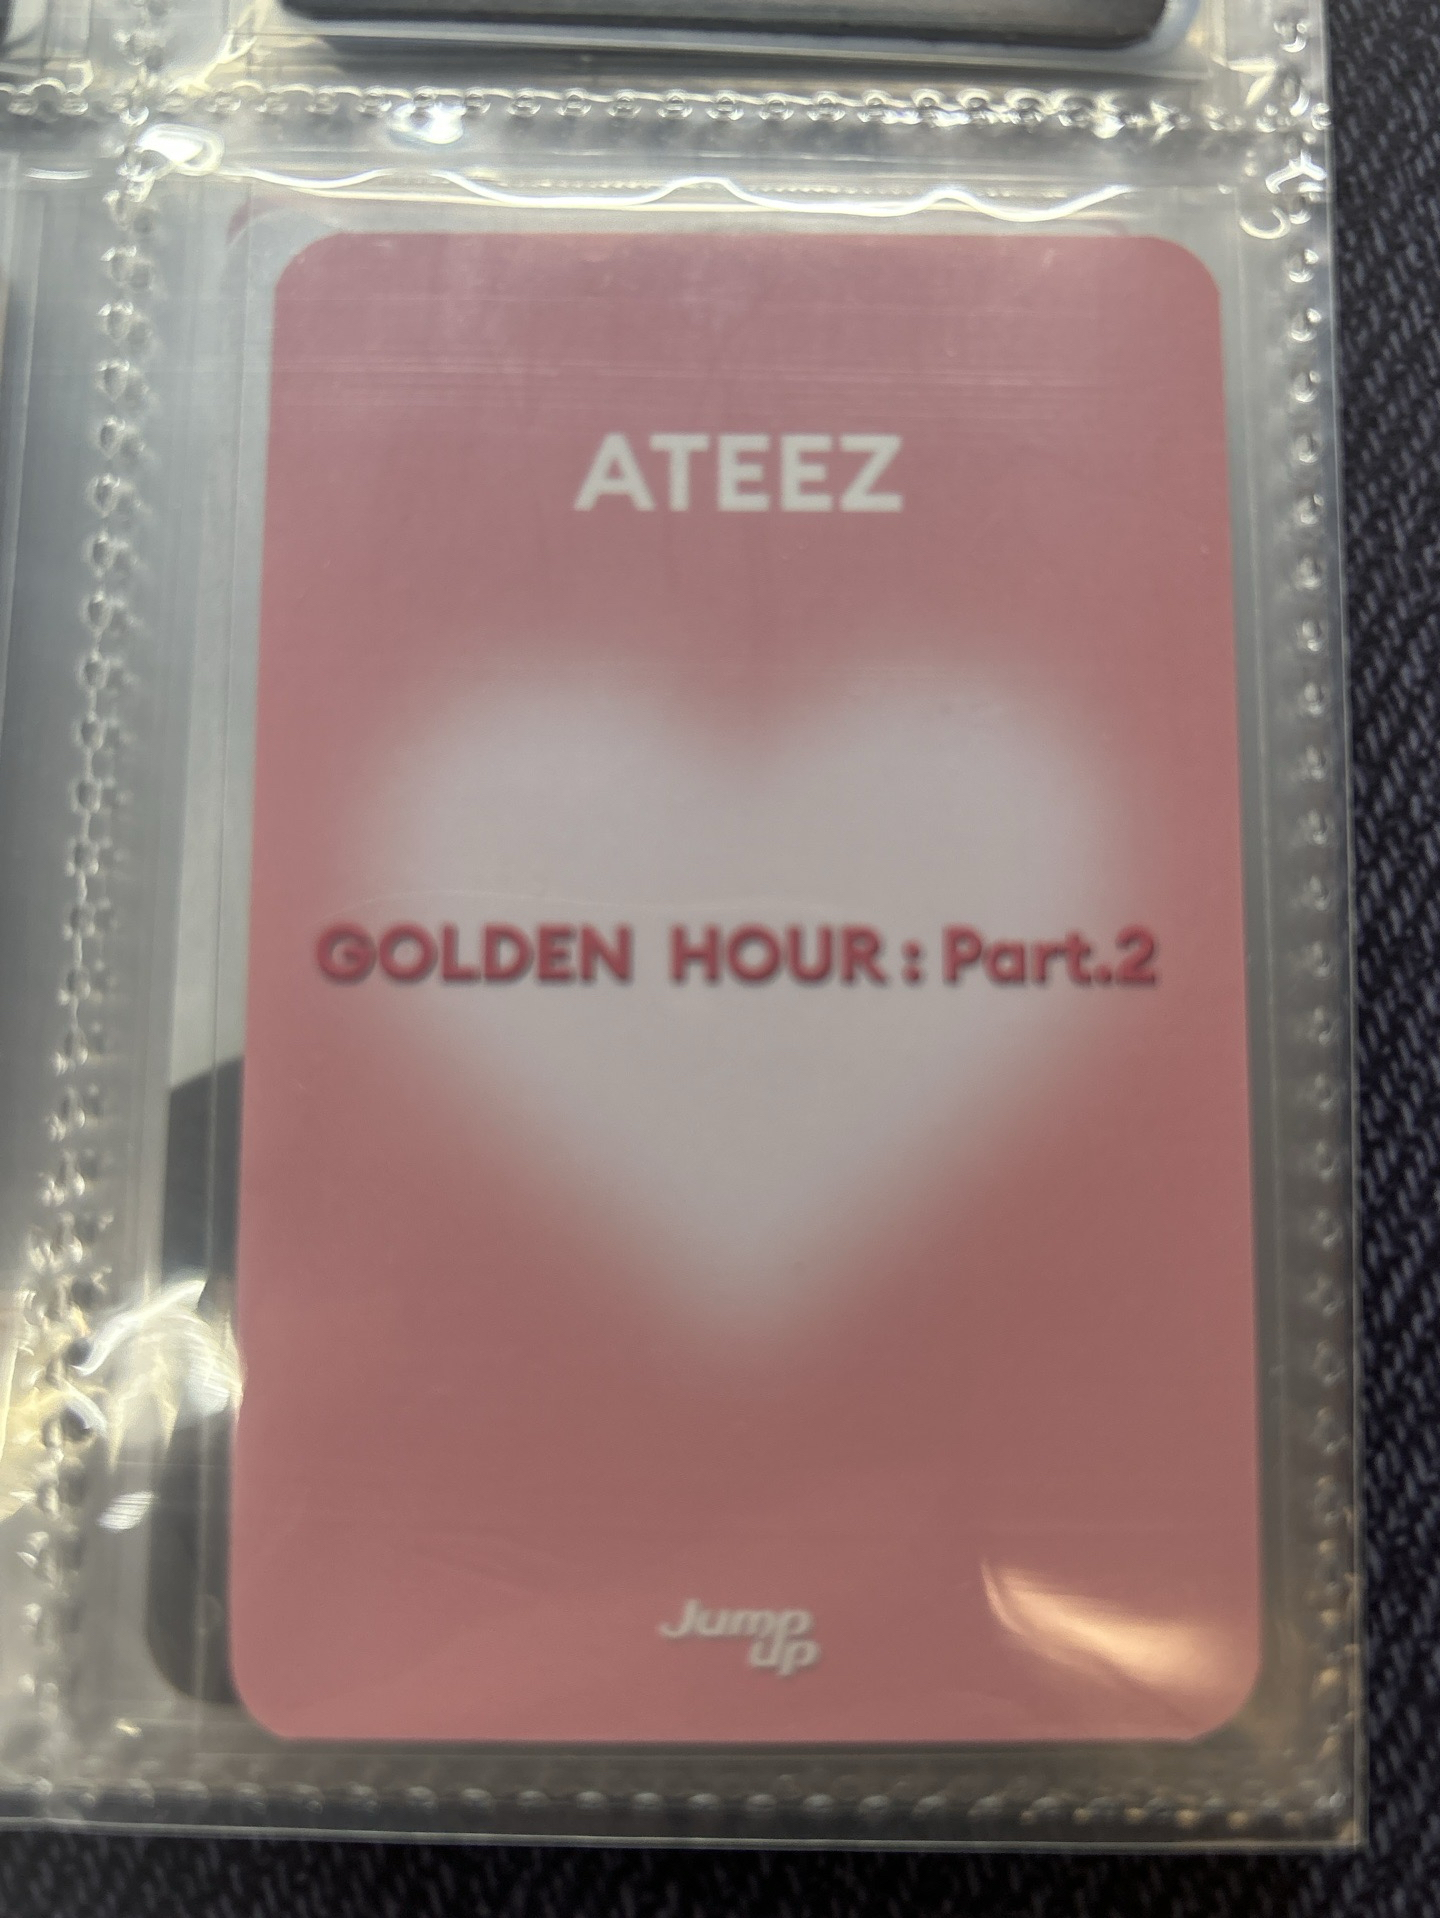 ATEEZ
GOLDEN HOUR : Part.2
Jump
up